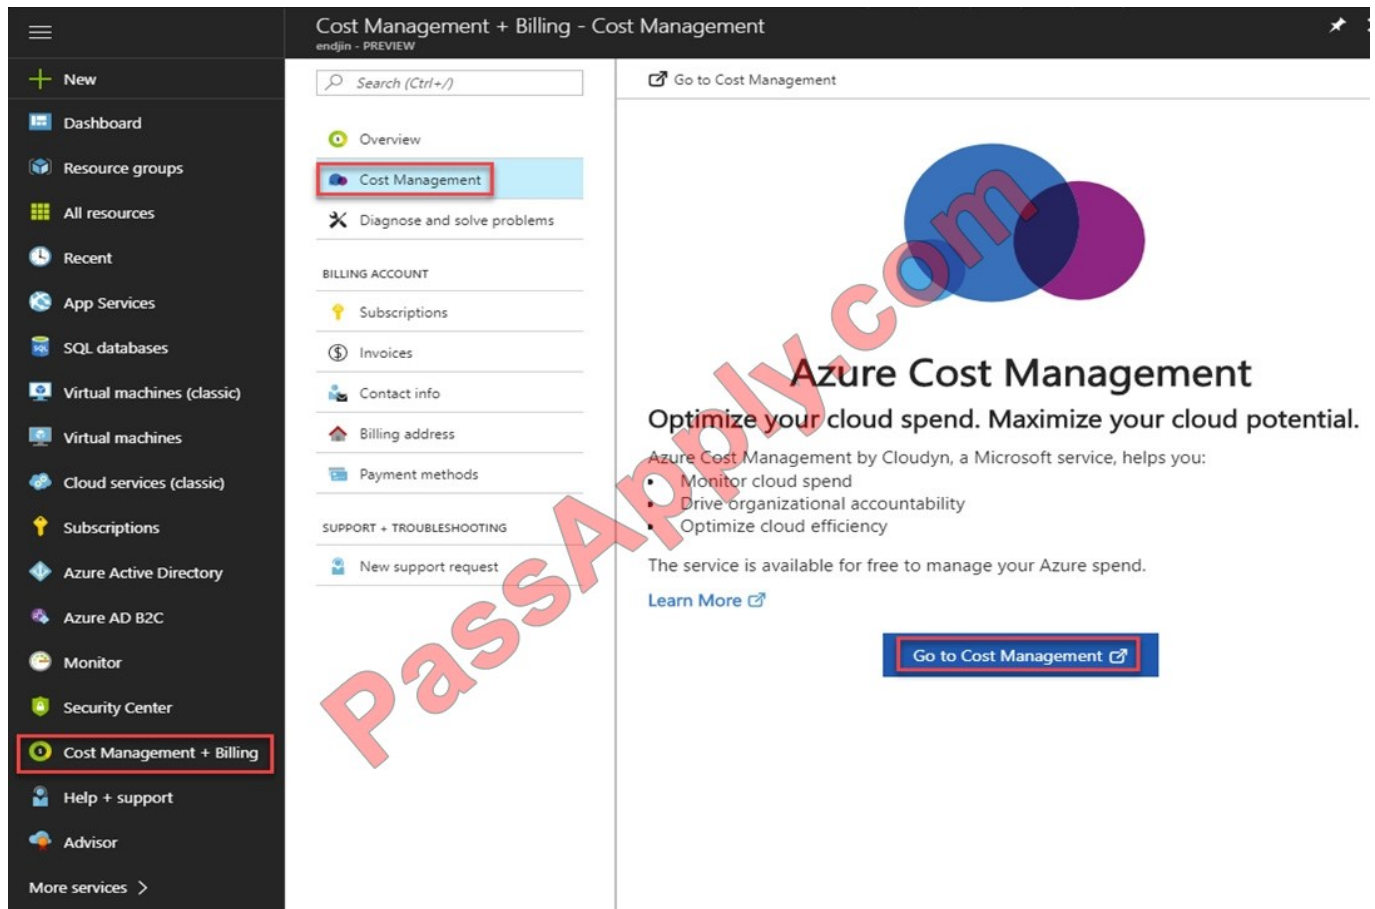 Cost Management + Billing - Cost Management
endjin - PREVIEW
New
Dashboard
Resource groups
All resources
Recent
App Services
SQL databases
Virtual machines (classic)
Virtual machines
Cloud services (classic)
Subscriptions
Azure Active Directory
Azure AD B2C
Monitor
Security Center
Cost Management + Billing
Help + support
Advisor
More services
Search (Ctrl+/)
Overview
Cost Management
Diagnose and solve problems
BILLING ACCOUNT
Subscriptions
Invoices
Contact info
Billing address
Payment methods
SUPPORT + TROUBLESHOOTING
New support request
Go to Cost Management
Azure Cost Management
Optimize your cloud spend. Maximize your cloud potential.
Azure Cost Management by Cloudyn, a Microsoft service, helps you:
• Monitor cloud spend
• Drive organizational accountability
• Optimize cloud efficiency
The service is available for free to manage your Azure spend.
Learn More
Go to Cost Management
PassApply.com